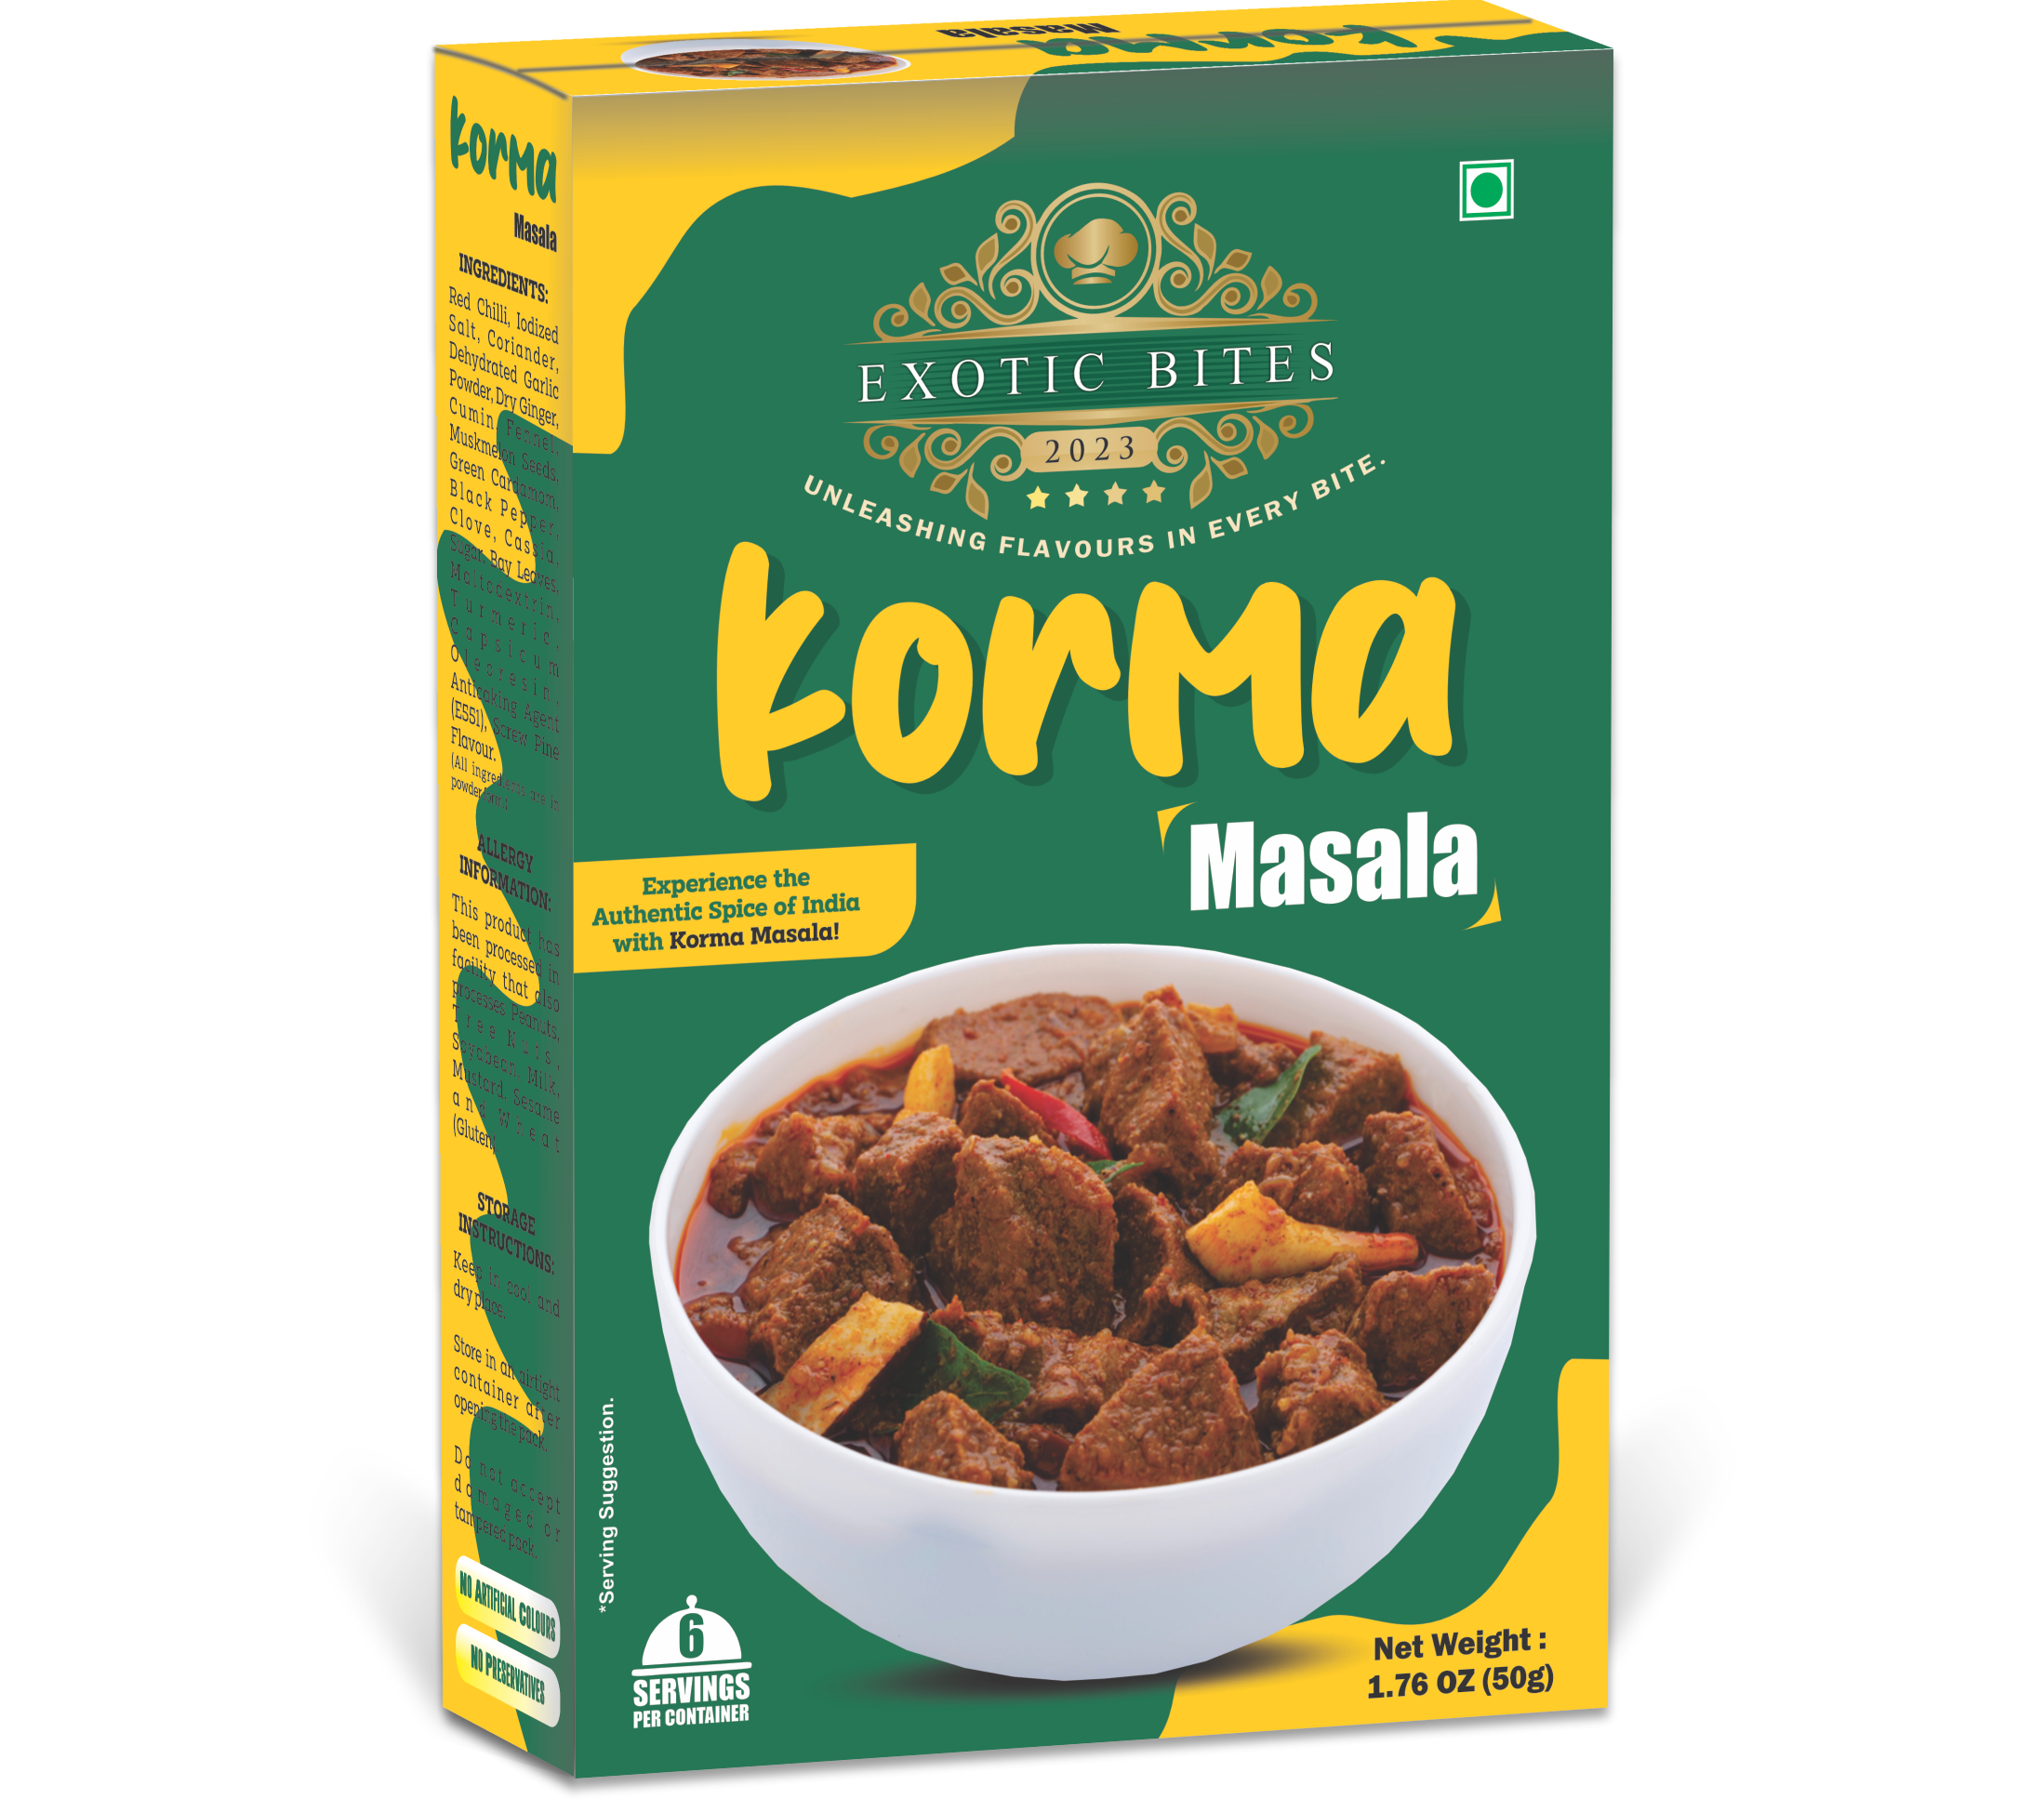 Masala
Korma
Korma
Masala
INGREDIENTS:
Red Chilli, Iodized
Salt, Coriander,
Dehydrated Garlic
Powder, Dry Ginger,
Cumin, Fennel,
Muskmelon Seeds,
Green Cardamom,
Black Pepper,
Clove, Cassia,
Sugar, Bay Leaves,
Maltodextrin,
Turmeric,
Capsicum
Oleoresin,
Anticaking Agent
(E551), Screw Pine
Flavour.
(All ingredients are in
powder form.)
ALLERGY
INFORMATION:
This product has
been processed in
facility that also
processes Peanuts,
Tree Nuts,
Soyabean, Milk,
Mustard, Sesame
and Wheat
(Gluten)
STORAGE
INSTRUCTIONS:
Keep in cool and
dry place.
Store in an airtight
container after
opening the pack.
Do not accept
damaged or
tampered pack.
NO ARTIFICIAL COLOURS
NO PRESERVATIVES
EXOTIC BITES
2023
UNLEASHING FLAVOURS IN EVERY BITE.
Korma
Masala
Experience the
Authentic Spice of India
with Korma Masala!
*Serving Suggestion.
6
SERVINGS
PER CONTAINER
Net Weight :
1.76 OZ (50g)